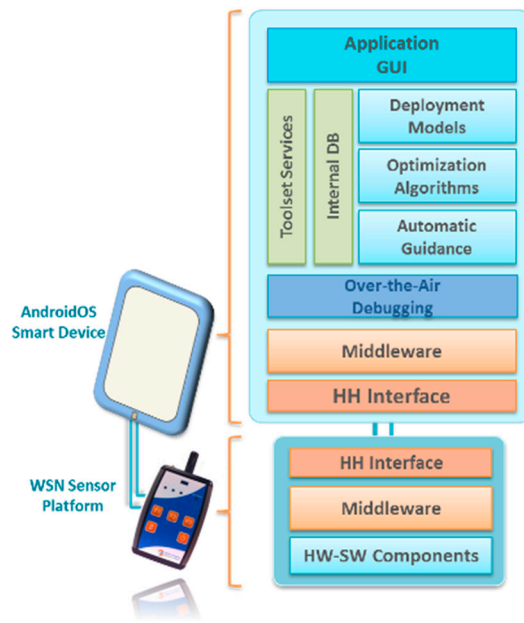 Application
GUI
Toolset Services
Internal DB
Deployment
Models
Optimization
Algorithms
Automatic
Guidance
Over-the-Air
Debugging
AndroidOS
Smart Device
Middleware
HH Interface
WSN Sensor
Platform
HH Interface
Middleware
HW-SW Components